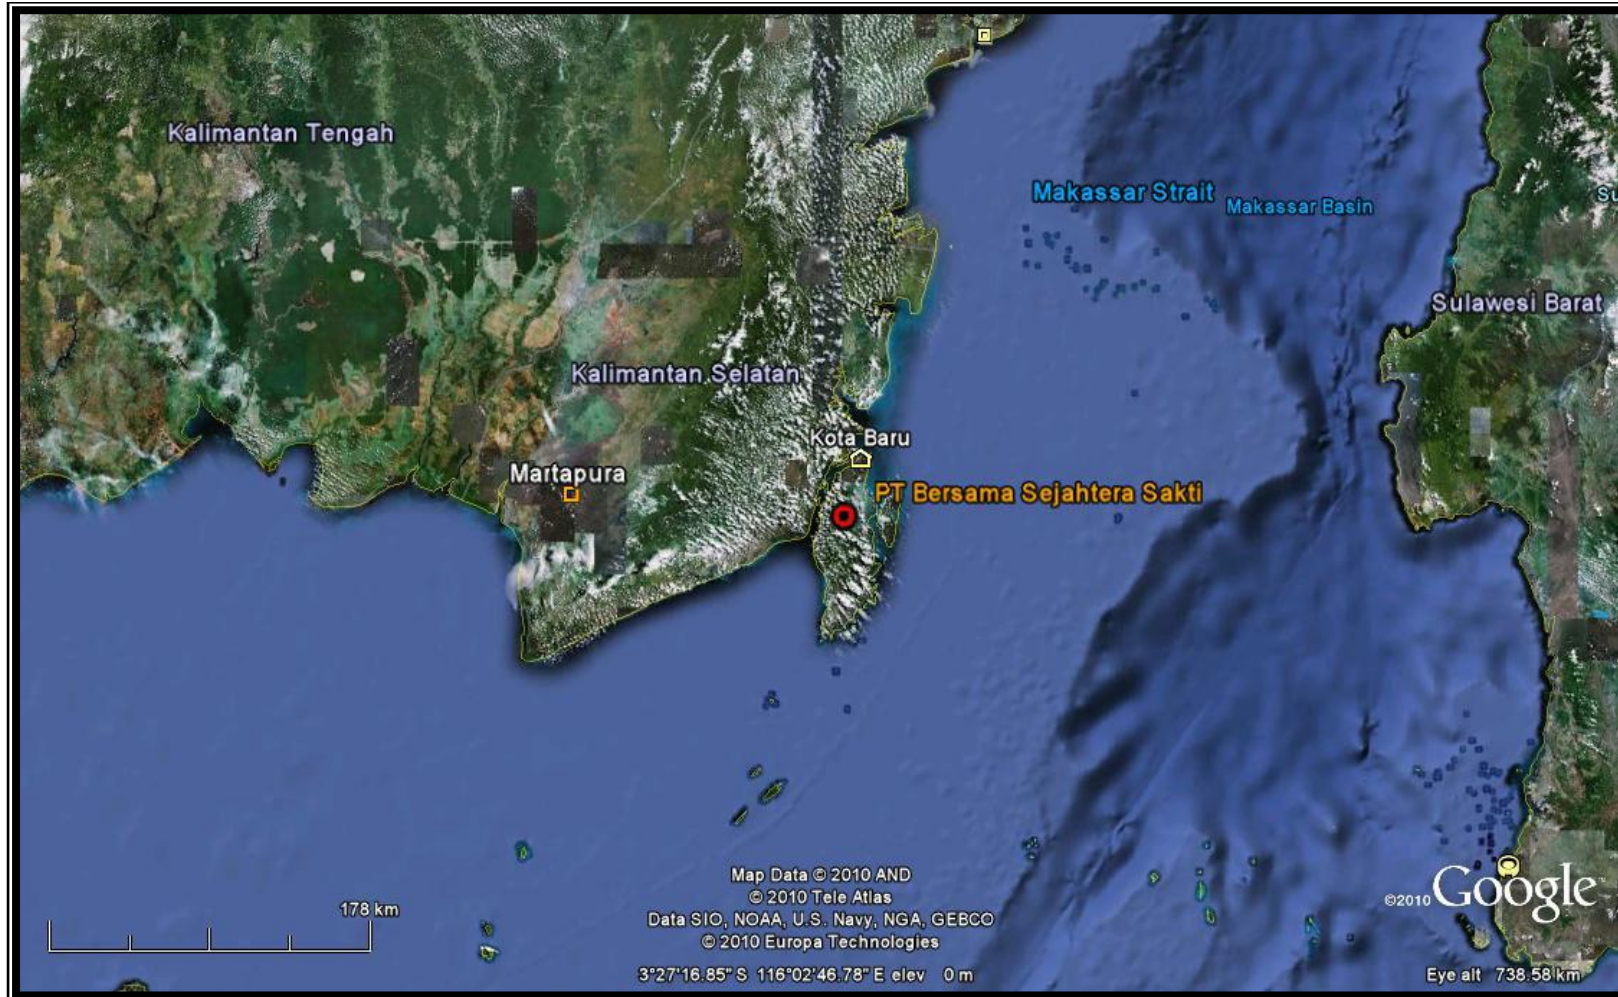 Kalimantan Tengah
Makassar Strait
Makassar Basin
Su
Sulawesi Barat
Kalimantan Selatan
Kota Baru
Martapura
PT Bersama Sejahtera Sakti
Map Data © 2010 AND
© 2010 Tele Atlas
Data SIO, NOAA, U.S. Navy, NGA, GEBCO
© 2010 Europa Technologies
©2010 Google
178 km
3°27'16.85" S 116°02'46.78" E elev 0 m
Eye alt 738.58 km